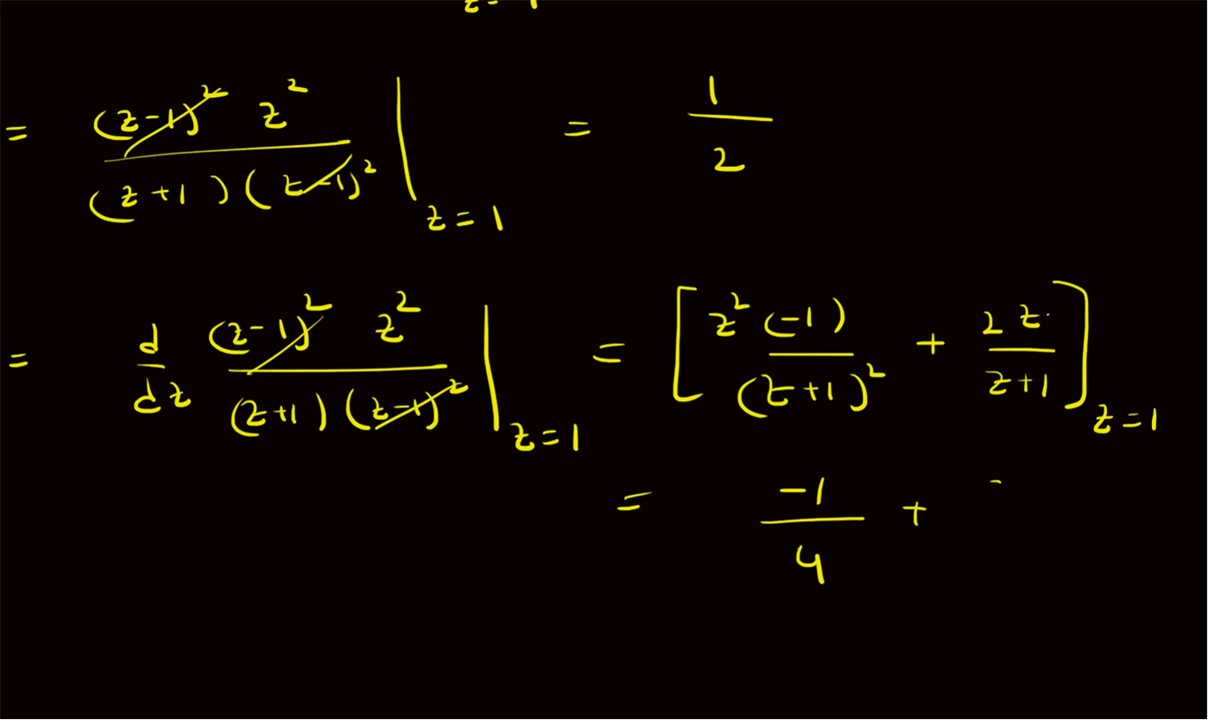 z = 1
= (z-1)² z² / (z+1)(z-1)² |z=1 = 1/2
= d/dz (z-1)² z² / (z+1)(z-1)² |z=1 = [ z² (-1) / (z+1)² + 2z / z+1 ]z=1
= -1/4 +